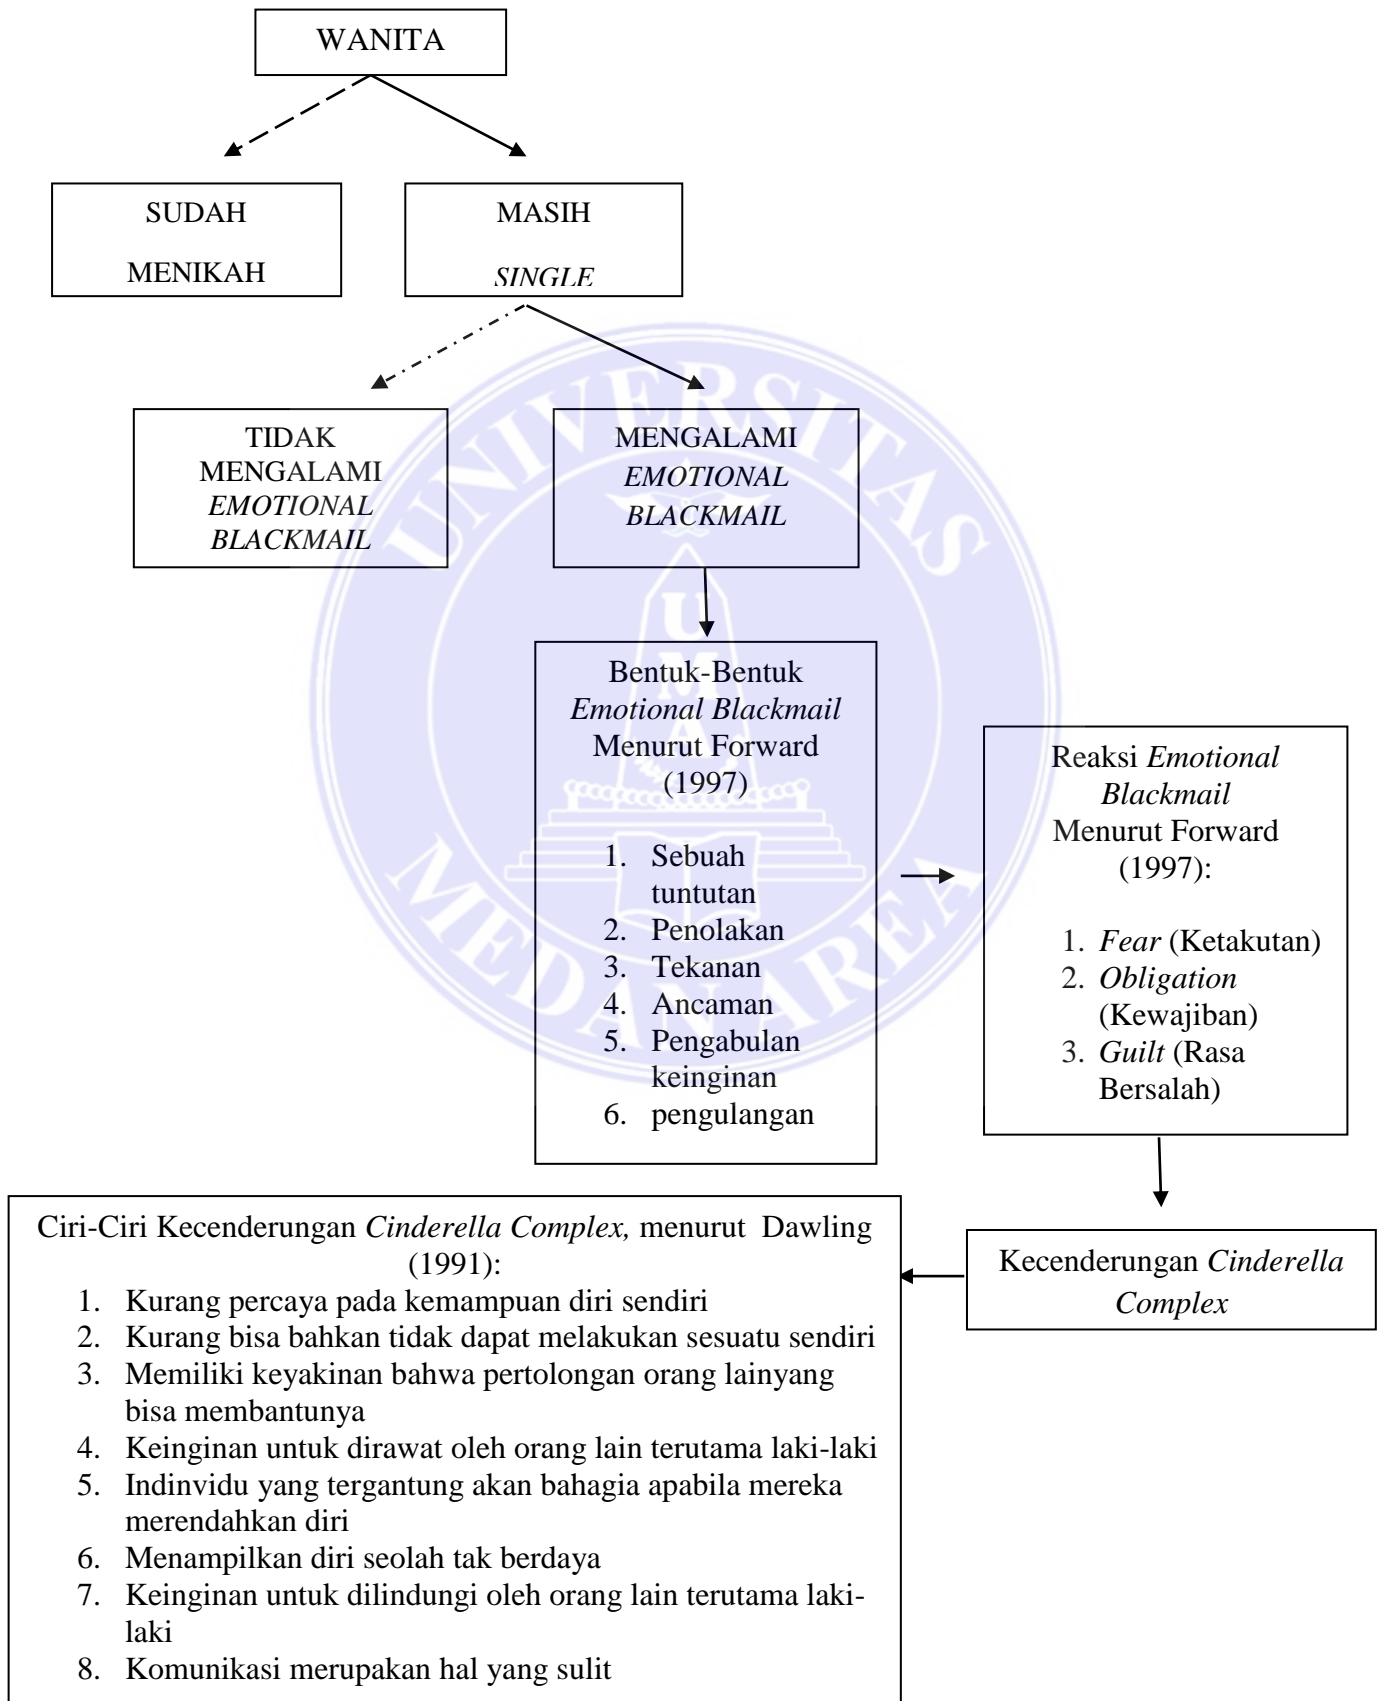 WANITA
SUDAH
MENIKAH
MASIH
SINGLE
TIDAK
MENGALAMI
EMOTIONAL
BLACKMAIL
MENGALAMI
EMOTIONAL
BLACKMAIL
Bentuk-Bentuk
Emotional Blackmail
Menurut Forward
(1997)
1. Sebuah
tuntutan
2. Penolakan
3. Tekanan
4. Ancaman
5. Pengabulan
keinginan
6. pengulangan
Reaksi Emotional
Blackmail
Menurut Forward
(1997):
1. Fear (Ketakutan)
2. Obligation
(Kewajiban)
3. Guilt (Rasa
Bersalah)
Kecenderungan Cinderella
Complex
Ciri-Ciri Kecenderungan Cinderella Complex, menurut Dawling
(1991):
1. Kurang percaya pada kemampuan diri sendiri
2. Kurang bisa bahkan tidak dapat melakukan sesuatu sendiri
3. Memiliki keyakinan bahwa pertolongan orang lainyang
bisa membantunya
4. Keinginan untuk dirawat oleh orang lain terutama laki-laki
5. Indinvidu yang tergantung akan bahagia apabila mereka
merendahkan diri
6. Menampilkan diri seolah tak berdaya
7. Keinginan untuk dilindungi oleh orang lain terutama laki-
laki
8. Komunikasi merupakan hal yang sulit
UNIVERSITAS
MEDAN AREA
UMA